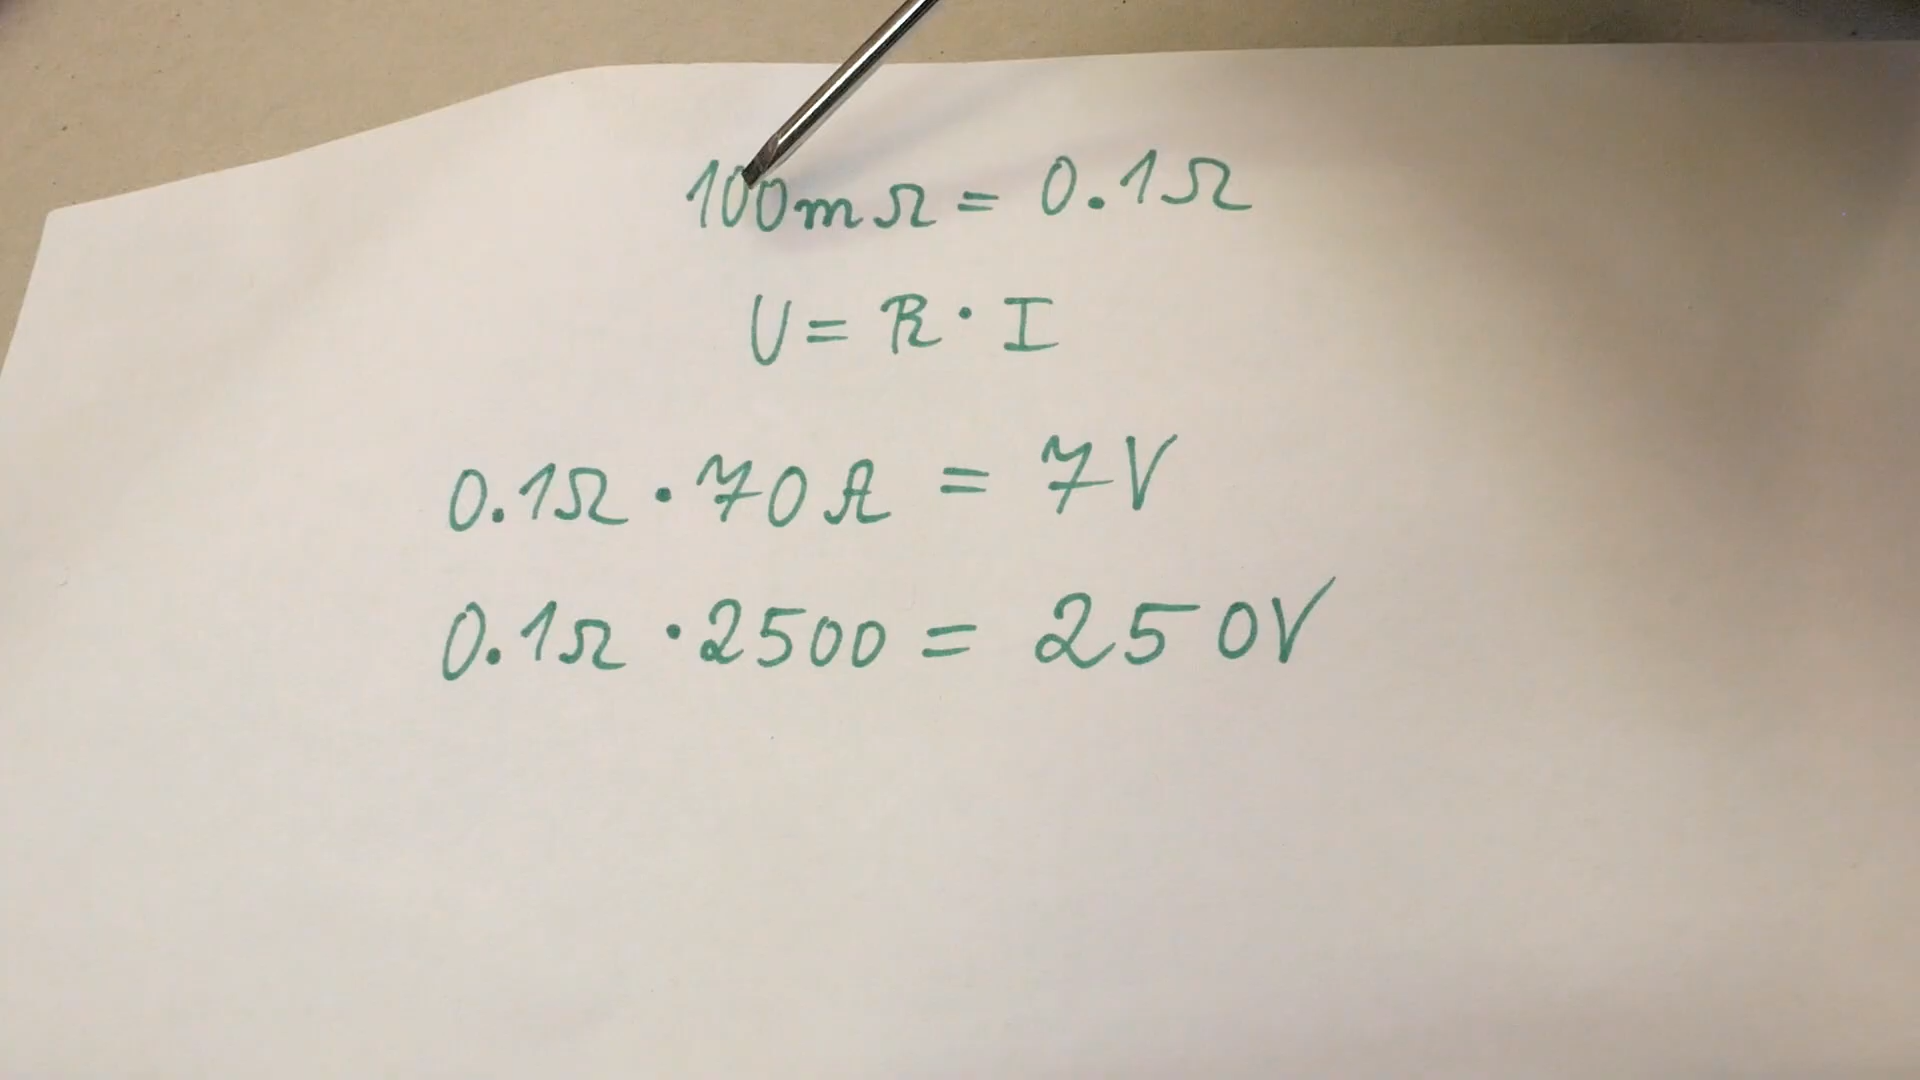 100mΩ = 0.1Ω
U = R · I
0.1Ω · 70A = 7V
0.1Ω · 2500 = 250V